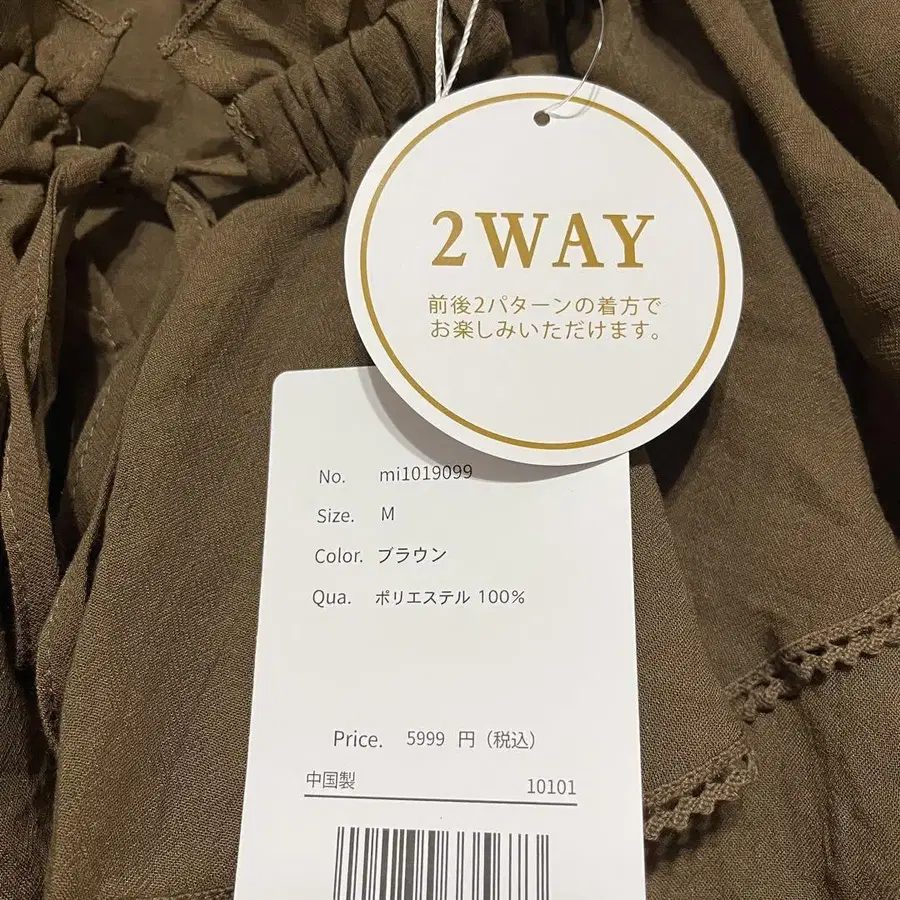 2WAY
前後2パターンの着方で
お楽しみいただけます。
No. mi1019099
Size. M
Color. ブラウン
Qua. ポリエステル 100%
Price. 5999 円(税込)
中国製 10101